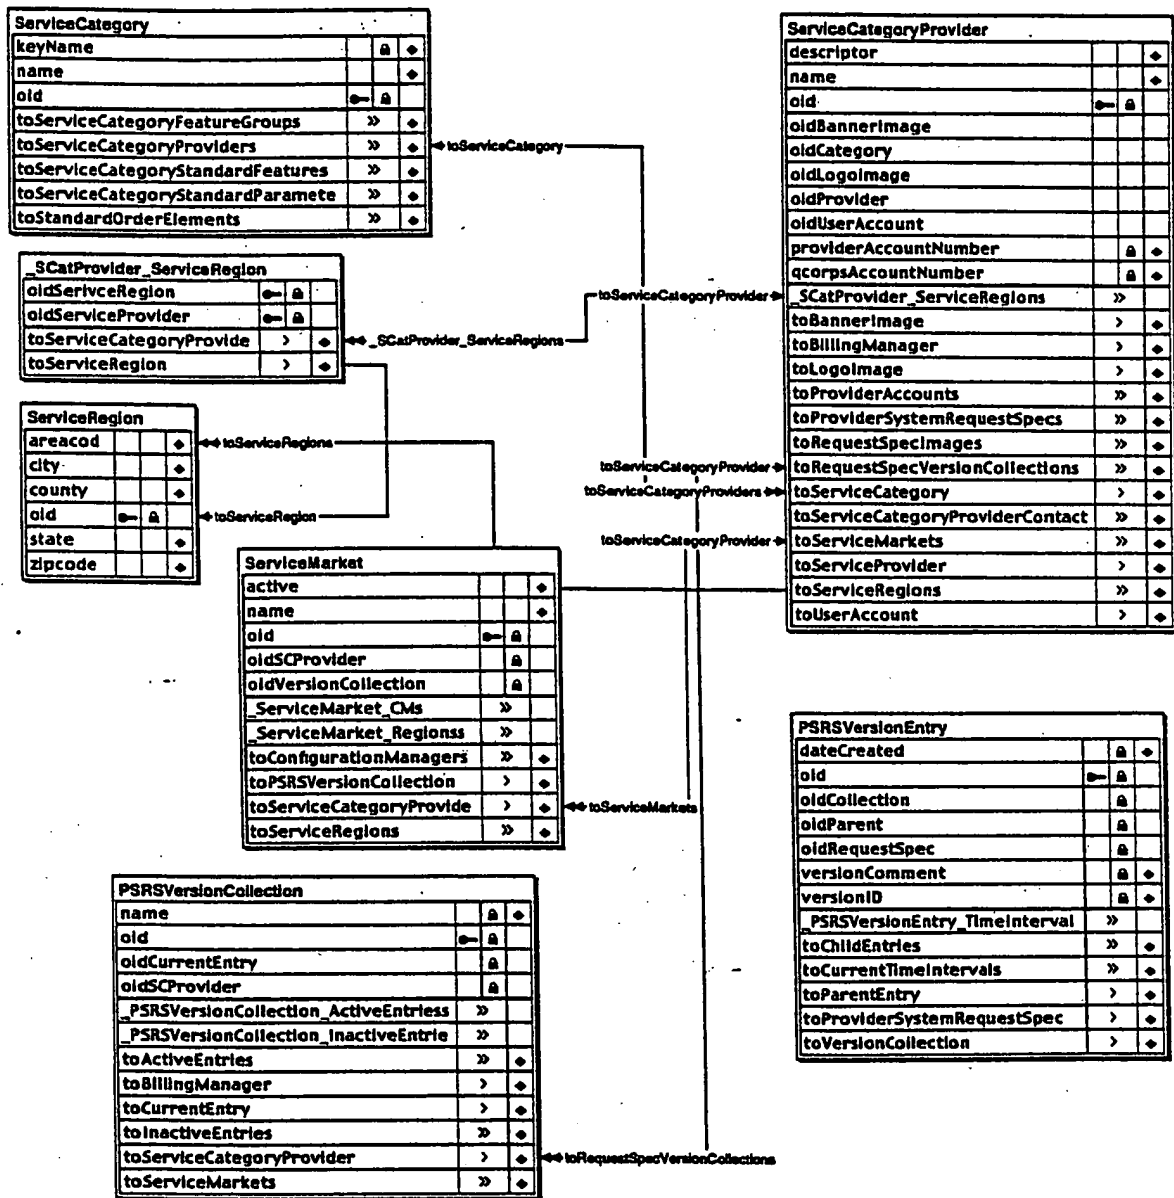 ServiceCategory
keyName
name
oid
toServiceCategoryFeatureGroups
toServiceCategoryProviders
toServiceCategoryStandardFeatures
toServiceCategoryStandardParamete
toStandardOrderElements
toServiceCategory
_SCatProvider_ServiceRegion
oidSerivceRegion
oidServiceProvider
toServiceCategoryProvide
toServiceRegion
toServiceCategoryProvider
_SCatProvider_ServiceRegions
ServiceRegion
areacod
city
county
oid
state
zipcode
toServiceRegions
toServiceRegion
toServiceCategoryProvider
toServiceCategoryProviders
toServiceCategoryProvider
ServiceCategoryProvider
descriptor
name
oid
oidBannerImage
oidCategory
oidLogoImage
oidProvider
oidUserAccount
providerAccountNumber
qcorpsAccountNumber
_SCatProvider_ServiceRegions
toBannerImage
toBillingManager
toLogoImage
toProviderAccounts
toProviderSystemRequestSpecs
toRequestSpecImages
toRequestSpecVersionCollections
toServiceCategory
toServiceCategoryProviderContact
toServiceMarkets
toServiceProvider
toServiceRegions
toUserAccount
ServiceMarket
active
name
oid
oidSCProvider
oidVersionCollection
_ServiceMarket_CMs
_ServiceMarket_Regionss
toConfigurationManagers
toPSRSVersionCollection
toServiceCategoryProvide
toServiceRegions
toServiceMarkets
PSRSVersionEntry
dateCreated
oid
oidCollection
oidParent
oidRequestSpec
versionComment
versionID
_PSRSVersionEntry_TimeInterval
toChildEntries
toCurrentTimeIntervals
toParentEntry
toProviderSystemRequestSpec
toVersionCollection
PSRSVersionCollection
name
oid
oidCurrentEntry
oidSCProvider
_PSRSVersionCollection_ActiveEntriess
_PSRSVersionCollection_InactiveEntrie
toActiveEntries
toBillingManager
toCurrentEntry
toInactiveEntries
toServiceCategoryProvider
toServiceMarkets
toRequestSpecVersionCollections